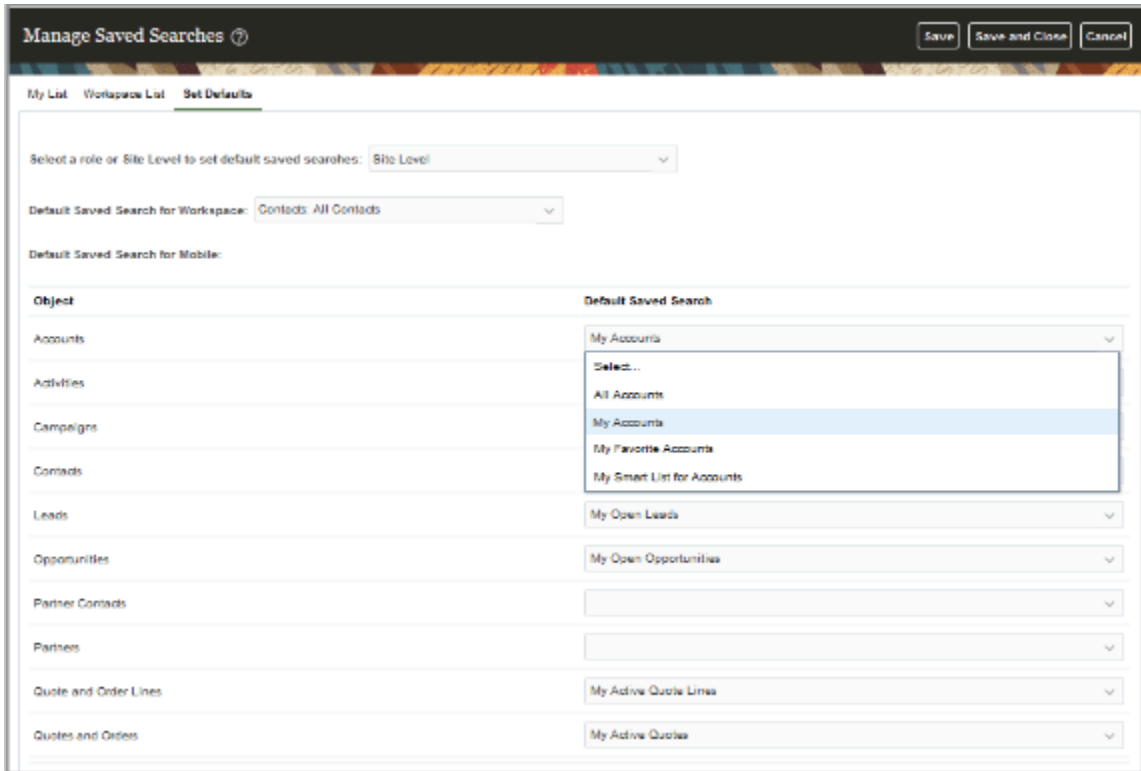 Manage Saved Searches
Save Save and Close Cancel
My List Workspace List Set Defaults
Select a role or Site Level to set default saved searches: Site Level
Default Saved Search for Workspace: Contacts: All Contacts
Default Saved Search for Mobile:
Object Default Saved Search
Accounts My Accounts
Select...
Activities
All Accounts
Campaigns My Accounts
My Favorite Accounts
Contacts
My Smart List for Accounts
Leads My Open Leads
Opportunities My Open Opportunities
Partner Contacts
Partners
Quote and Order Lines My Active Quote Lines
Quotes and Orders My Active Quotes